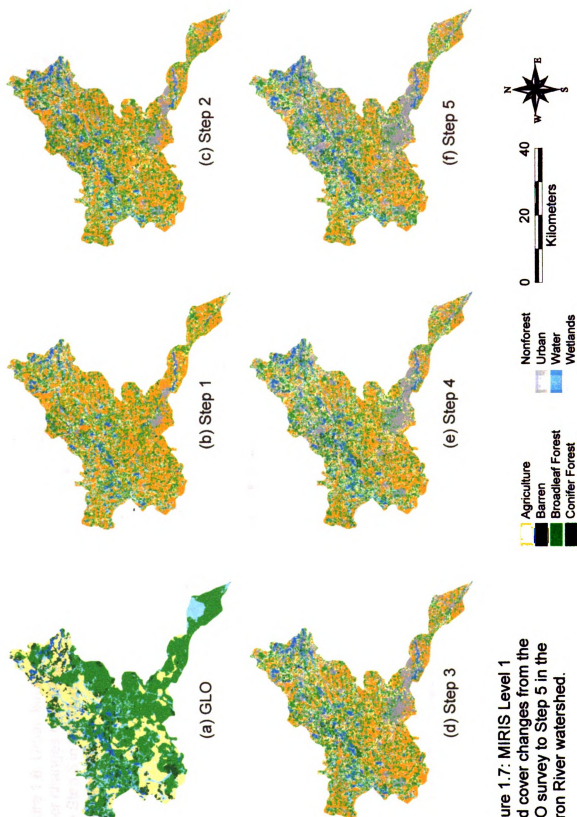 (a) GLO
(b) Step 1
(c) Step 2
(d) Step 3
(e) Step 4
(f) Step 5
ure 1.7: MIRIS Level 1
d cover changes from the
O survey to Step 5 in the
ron River watershed.
Agriculture
Barren
Broadleaf Forest
Conifer Forest
Nonforest
Urban
Water
Wetlands
0 20 40
Kilometers
N
W E
S